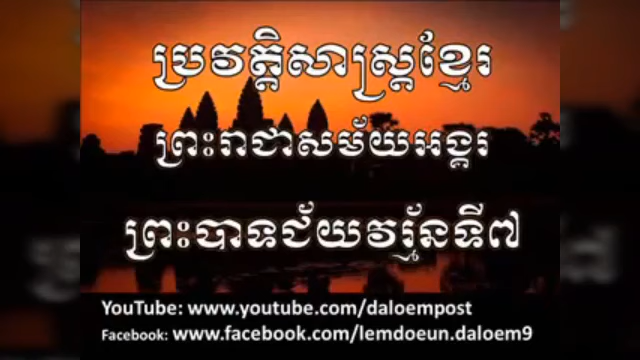 ប្រវត្តិសាស្ត្រខ្មែរ
ព្រះរាជាសម័យអង្គរ
ព្រះបាទជ័យវរ្ម័នទី៧
YouTube: www.youtube.com/daloempost
Facebook: www.facebook.com/lemdoeun.daloem9